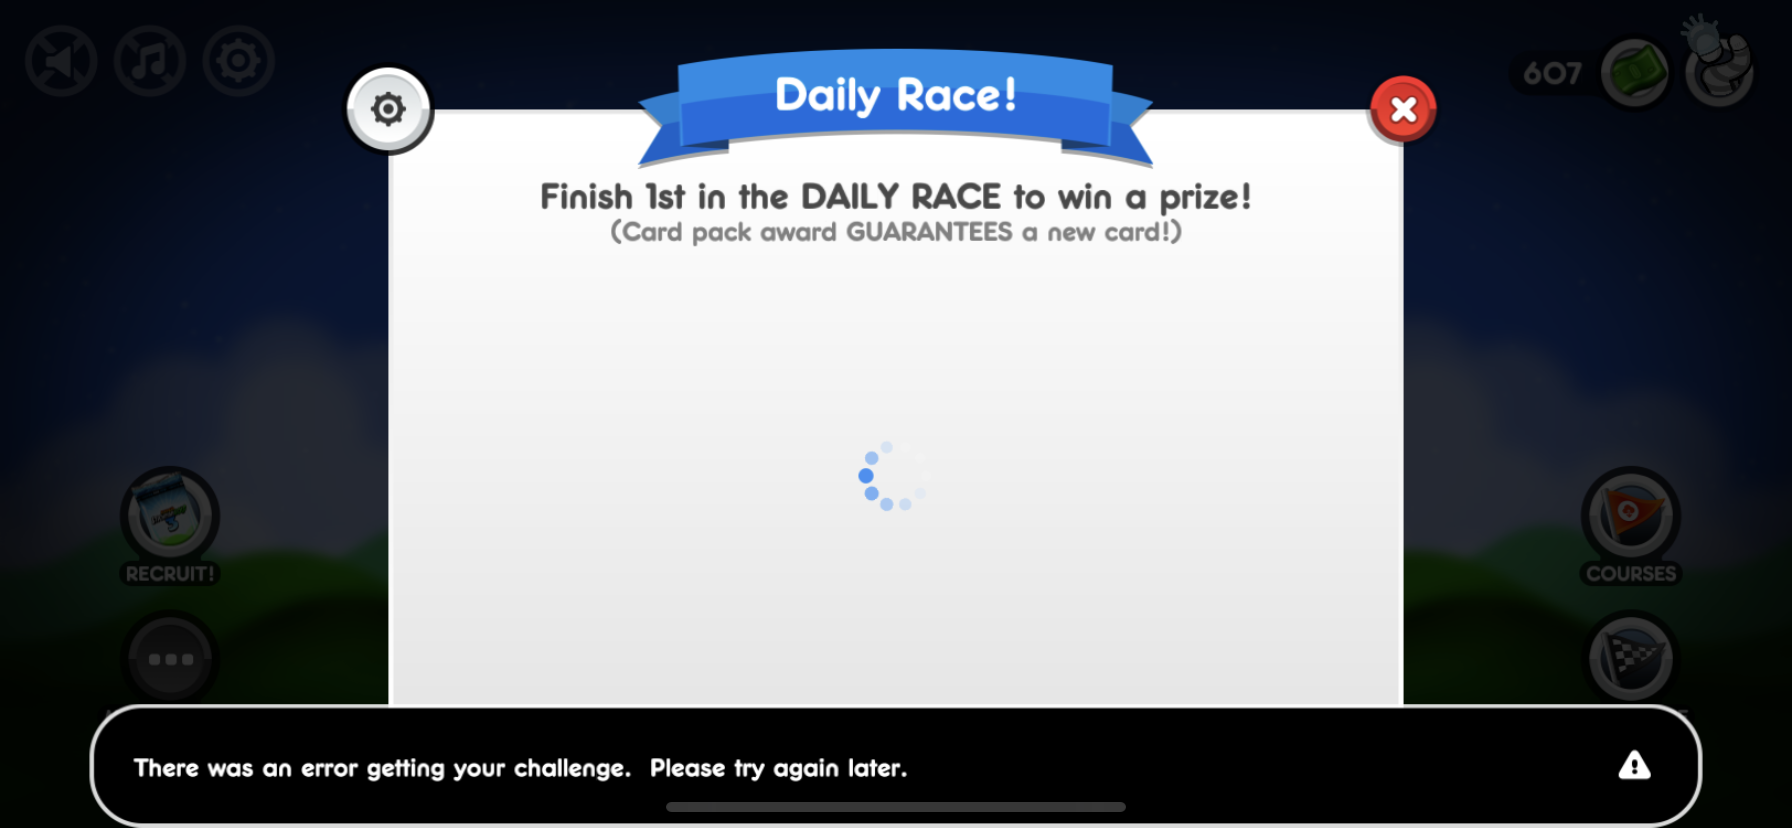 607
Daily Race!
Finish 1st in the DAILY RACE to win a prize!
(Card pack award GUARANTEES a new card!)
RECRUIT!
COURSES
There was an error getting your challenge.  Please try again later.